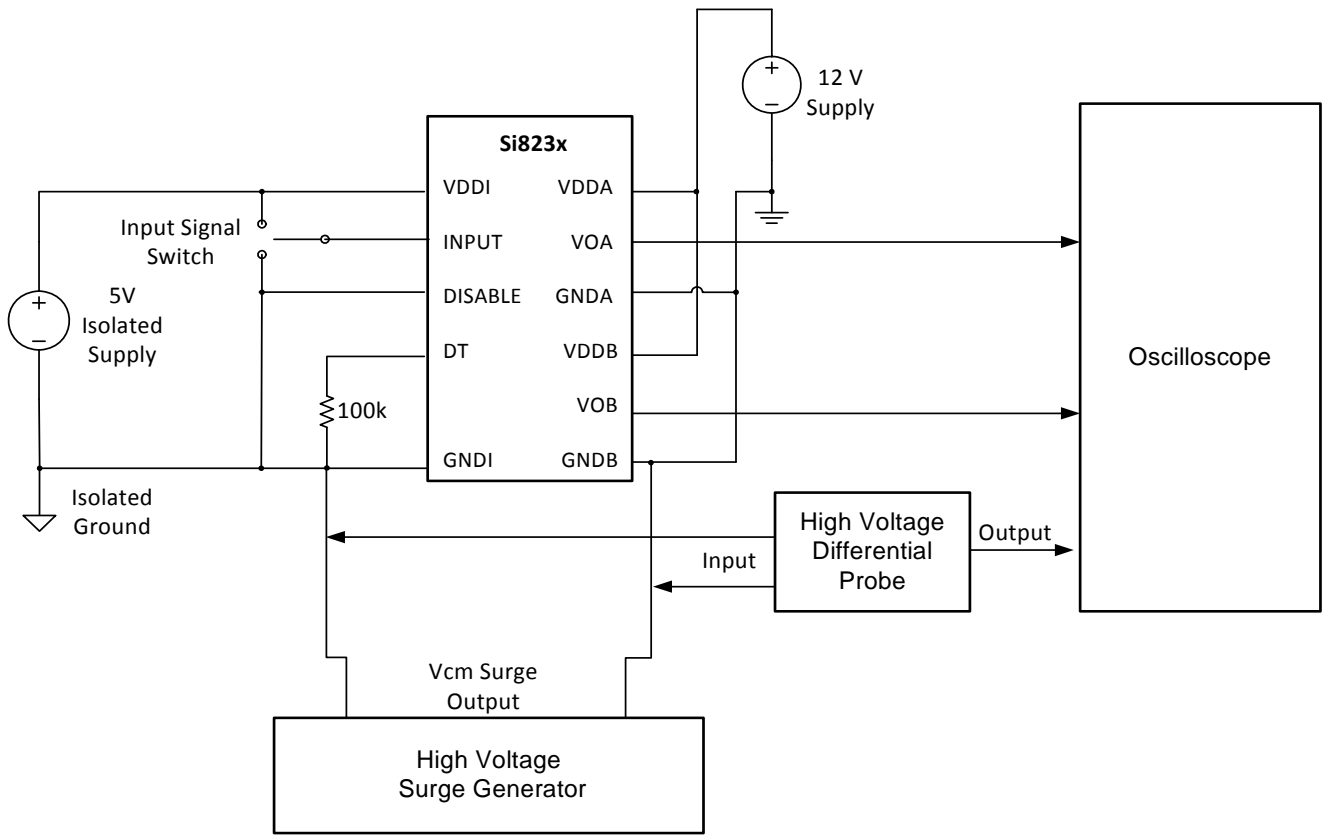 12 V
Supply
Si823x
VDDI
VDDA
Input Signal
Switch
INPUT
VOA
5V
Isolated
Supply
DISABLE
GNDA
DT
VDDB
Oscilloscope
100k
VOB
GNDI
GNDB
Isolated
Ground
High Voltage
Differential
Probe
Output
Input
Vcm Surge
Output
High Voltage
Surge Generator